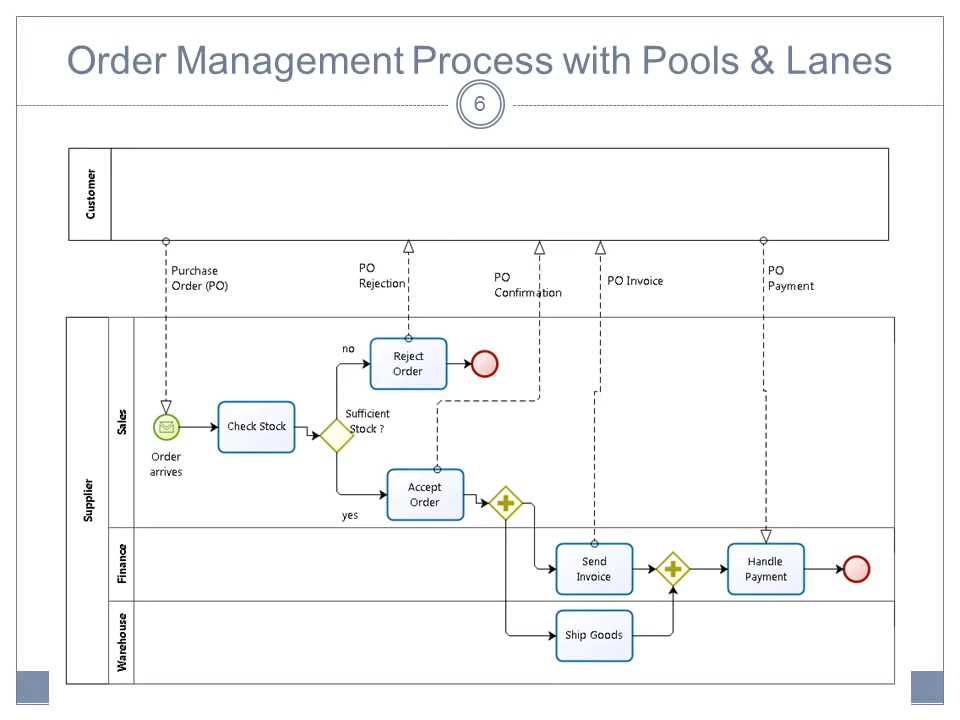 Order Management Process with Pools & Lanes
6
Customer
Purchase
Order (PO)
PO
Rejection
PO
Confirmation
PO Invoice
PO
Payment
Supplier
Sales
no
Reject
Order
Sufficient
Stock ?
Check Stock
Order
arrives
Accept
Order
yes
Finance
Send
Invoice
Handle
Payment
Warehouse
Ship Goods